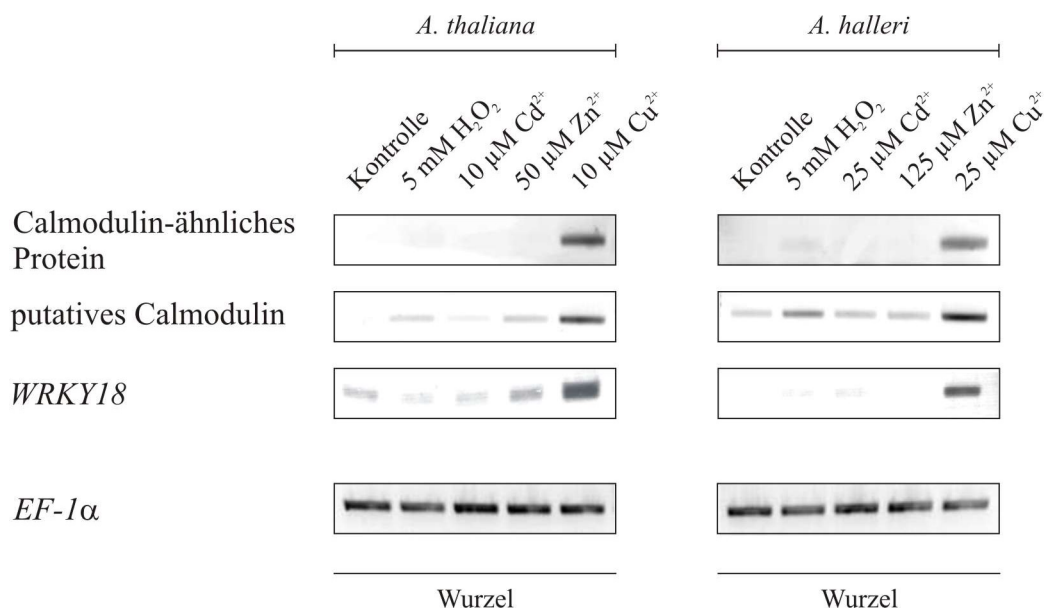 A. thaliana
A. halleri
Kontrolle
5 mM H₂O₂
10 µM Cd²⁺
50 µM Zn²⁺
10 µM Cu²⁺
Kontrolle
5 mM H₂O₂
25 µM Cd²⁺
125 µM Zn²⁺
25 µM Cu²⁺
Calmodulin-ähnliches
Protein
putatives Calmodulin
WRKY18
EF-1α
Wurzel
Wurzel